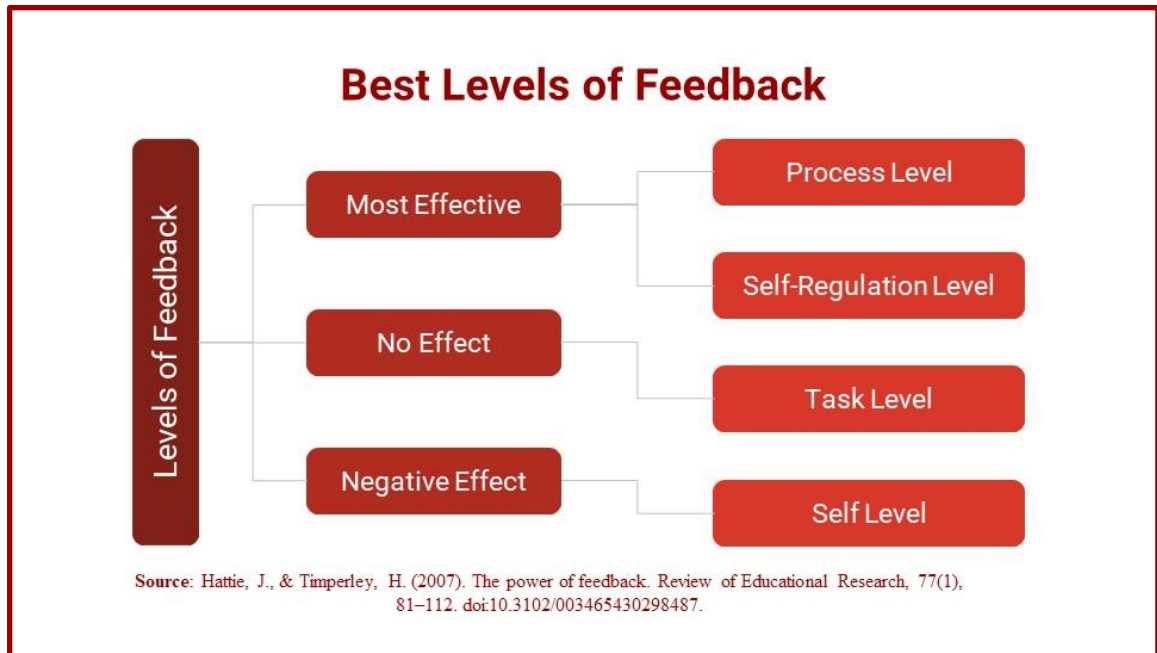 Best Levels of Feedback
Levels of Feedback
Most Effective
Process Level
Self-Regulation Level
No Effect
Task Level
Negative Effect
Self Level
Source: Hattie, J., & Timperley, H. (2007). The power of feedback. Review of Educational Research, 77(1),
81–112. doi:10.3102/003465430298487.